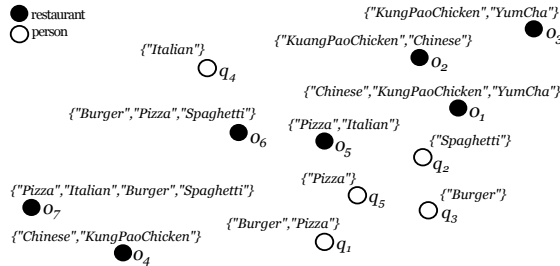 restaurant
person
{"KungPaoChicken","YumCha"}
o3
{"Italian"}
q4
{"KuangPaoChicken","Chinese"}
o2
{"Chinese","KungPaoChicken","YumCha"}
o1
{"Burger","Pizza","Spaghetti"}
o6
{"Pizza","Italian"}
o5
{"Spaghetti"}
q2
{"Pizza"}
q5
{"Burger"}
q3
{"Pizza","Italian","Burger","Spaghetti"}
o7
{"Burger","Pizza"}
q1
{"Chinese","KungPaoChicken"}
o4